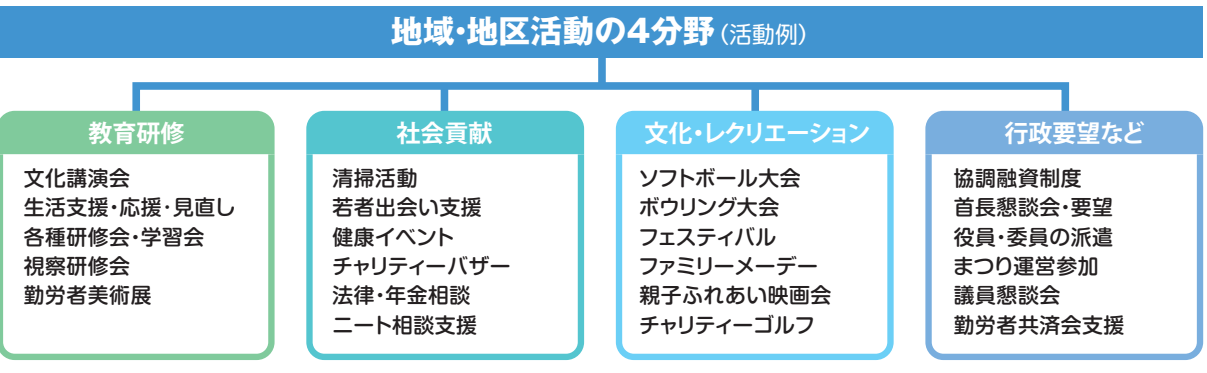 地域・地区活動の4分野(活動例)
教育研修
文化講演会
生活支援・応援・見直し
各種研修会・学習会
視察研修会
勤労者美術展
社会貢献
清掃活動
若者出会い支援
健康イベント
チャリティーバザー
法律・年金相談
ニート相談支援
文化・レクリエーション
ソフトボール大会
ボウリング大会
フェスティバル
ファミリーメーデー
親子ふれあい映画会
チャリティーゴルフ
行政要望など
協調融資制度
首長懇談会・要望
役員・委員の派遣
まつり運営参加
議員懇談会
勤労者共済会支援